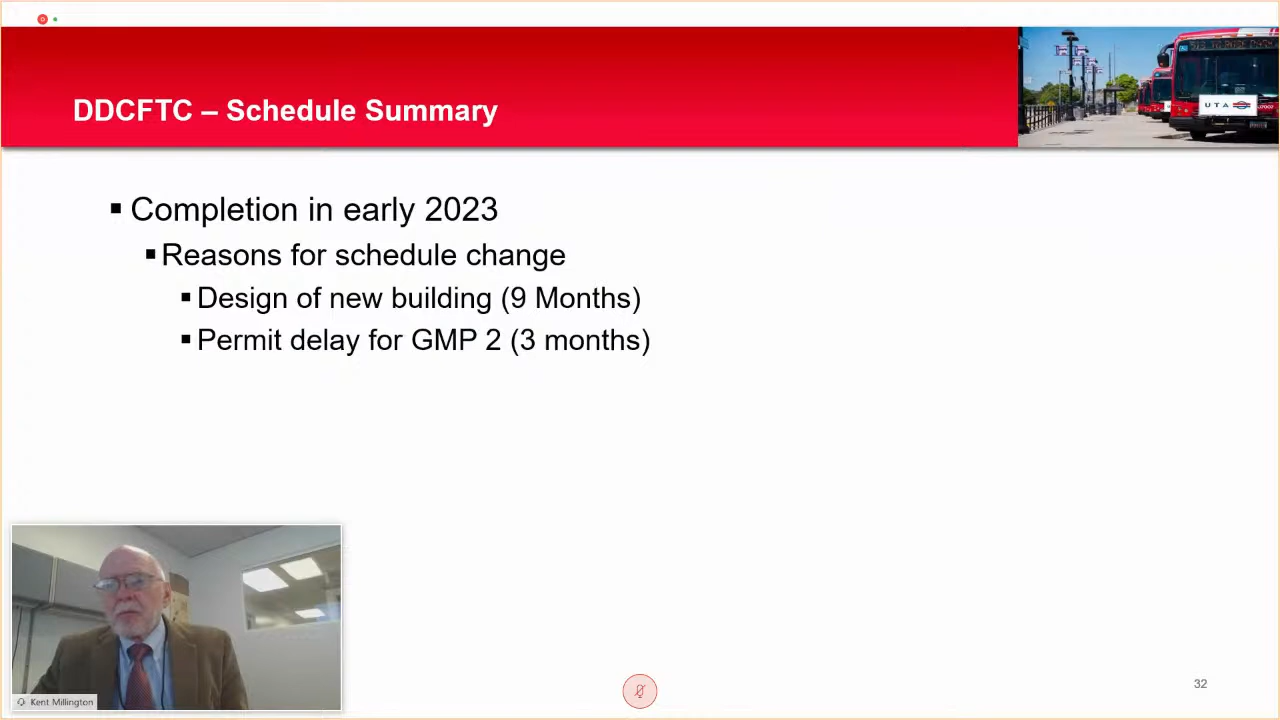 DDCFTC – Schedule Summary
UTA
▪ Completion in early 2023
▪ Reasons for schedule change
▪ Design of new building (9 Months)
▪ Permit delay for GMP 2 (3 months)
Kent Millington
32